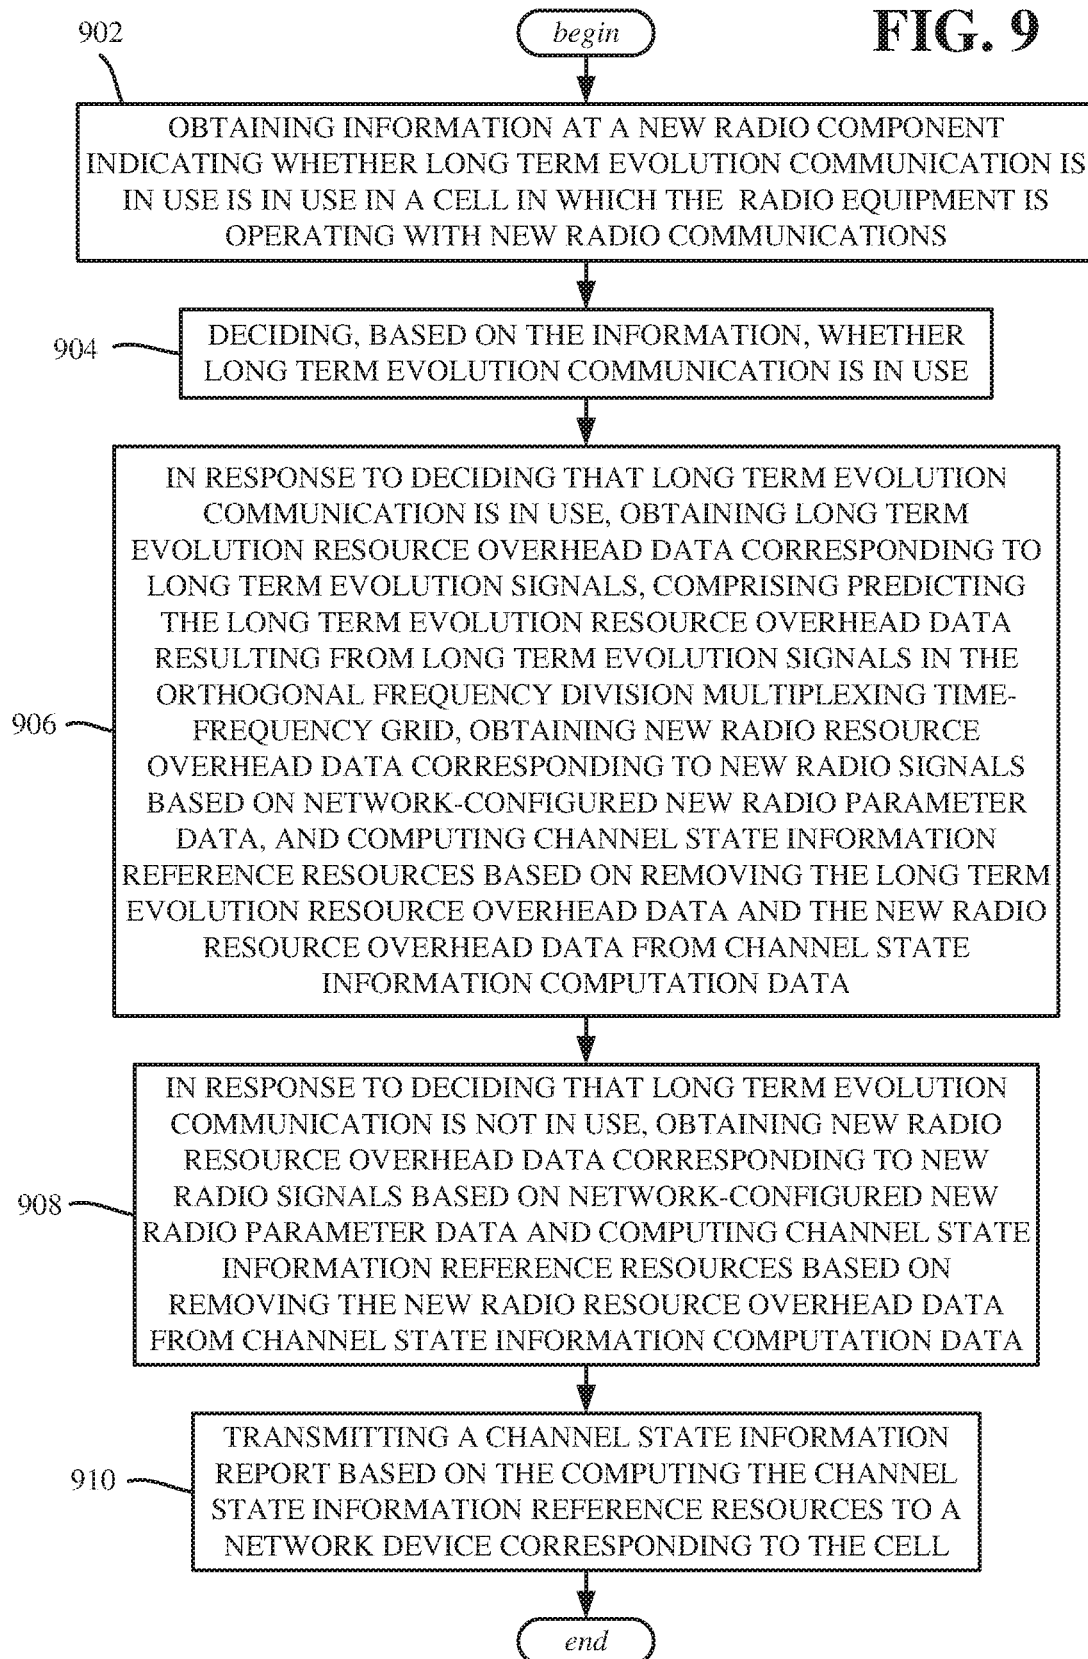 FIG. 9
begin
902
OBTAINING INFORMATION AT A NEW RADIO COMPONENT
INDICATING WHETHER LONG TERM EVOLUTION COMMUNICATION IS
IN USE IS IN USE IN A CELL IN WHICH THE RADIO EQUIPMENT IS
OPERATING WITH NEW RADIO COMMUNICATIONS
904
DECIDING, BASED ON THE INFORMATION, WHETHER
LONG TERM EVOLUTION COMMUNICATION IS IN USE
906
IN RESPONSE TO DECIDING THAT LONG TERM EVOLUTION
COMMUNICATION IS IN USE, OBTAINING LONG TERM
EVOLUTION RESOURCE OVERHEAD DATA CORRESPONDING TO
LONG TERM EVOLUTION SIGNALS, COMPRISING PREDICTING
THE LONG TERM EVOLUTION RESOURCE OVERHEAD DATA
RESULTING FROM LONG TERM EVOLUTION SIGNALS IN THE
ORTHOGONAL FREQUENCY DIVISION MULTIPLEXING TIME-
FREQUENCY GRID, OBTAINING NEW RADIO RESOURCE
OVERHEAD DATA CORRESPONDING TO NEW RADIO SIGNALS
BASED ON NETWORK-CONFIGURED NEW RADIO PARAMETER
DATA, AND COMPUTING CHANNEL STATE INFORMATION
REFERENCE RESOURCES BASED ON REMOVING THE LONG TERM
EVOLUTION RESOURCE OVERHEAD DATA AND THE NEW RADIO
RESOURCE OVERHEAD DATA FROM CHANNEL STATE
INFORMATION COMPUTATION DATA
908
IN RESPONSE TO DECIDING THAT LONG TERM EVOLUTION
COMMUNICATION IS NOT IN USE, OBTAINING NEW RADIO
RESOURCE OVERHEAD DATA CORRESPONDING TO NEW
RADIO SIGNALS BASED ON NETWORK-CONFIGURED NEW
RADIO PARAMETER DATA AND COMPUTING CHANNEL STATE
INFORMATION REFERENCE RESOURCES BASED ON
REMOVING THE NEW RADIO RESOURCE OVERHEAD DATA
FROM CHANNEL STATE INFORMATION COMPUTATION DATA
910
TRANSMITTING A CHANNEL STATE INFORMATION
REPORT BASED ON THE COMPUTING THE CHANNEL
STATE INFORMATION REFERENCE RESOURCES TO A
NETWORK DEVICE CORRESPONDING TO THE CELL
end